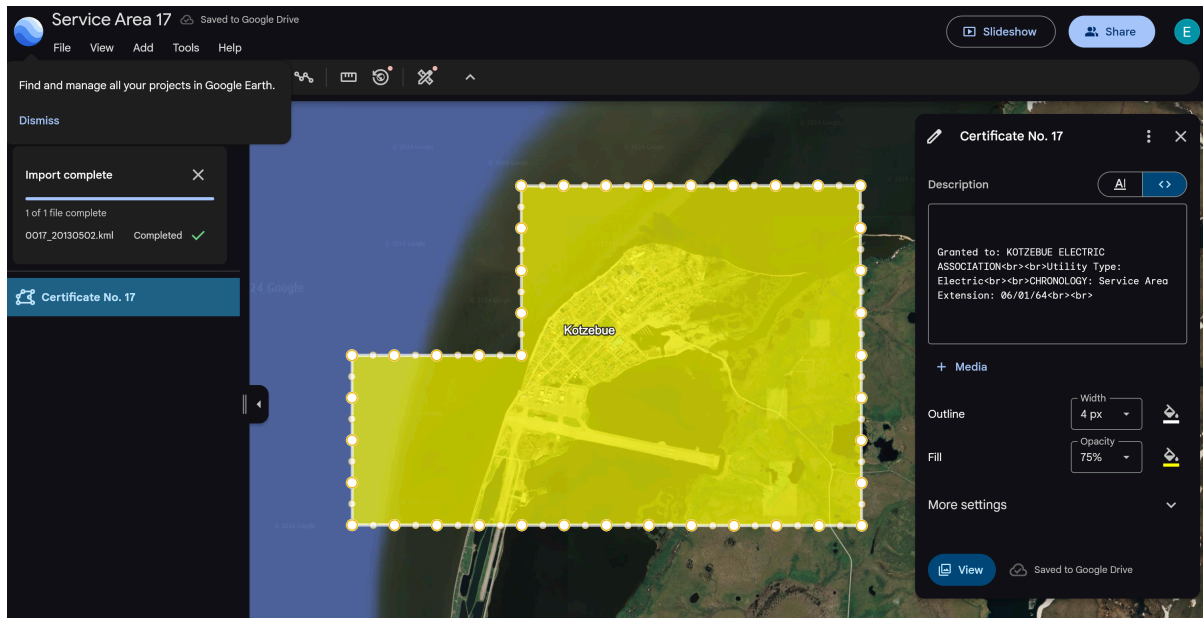 Service Area 17
Saved to Google Drive
File View Add Tools Help
Slideshow
Share
E
Find and manage all your projects in Google Earth.
Dismiss
Import complete
1 of 1 file complete
0017_20130502.kml Completed
Certificate No. 17
24 Google
© 2024 Google
Kotzebue
Certificate No. 17
Description
A
<>
Granted to: KOTZEBUE ELECTRIC
ASSOCIATION<br><br>Utility Type:
Electric<br><br>CHRONOLOGY: Service Area
Extension: 06/01/64<br><br>
+ Media
Outline
Width
4 px
Fill
Opacity
75%
More settings
View
Saved to Google Drive